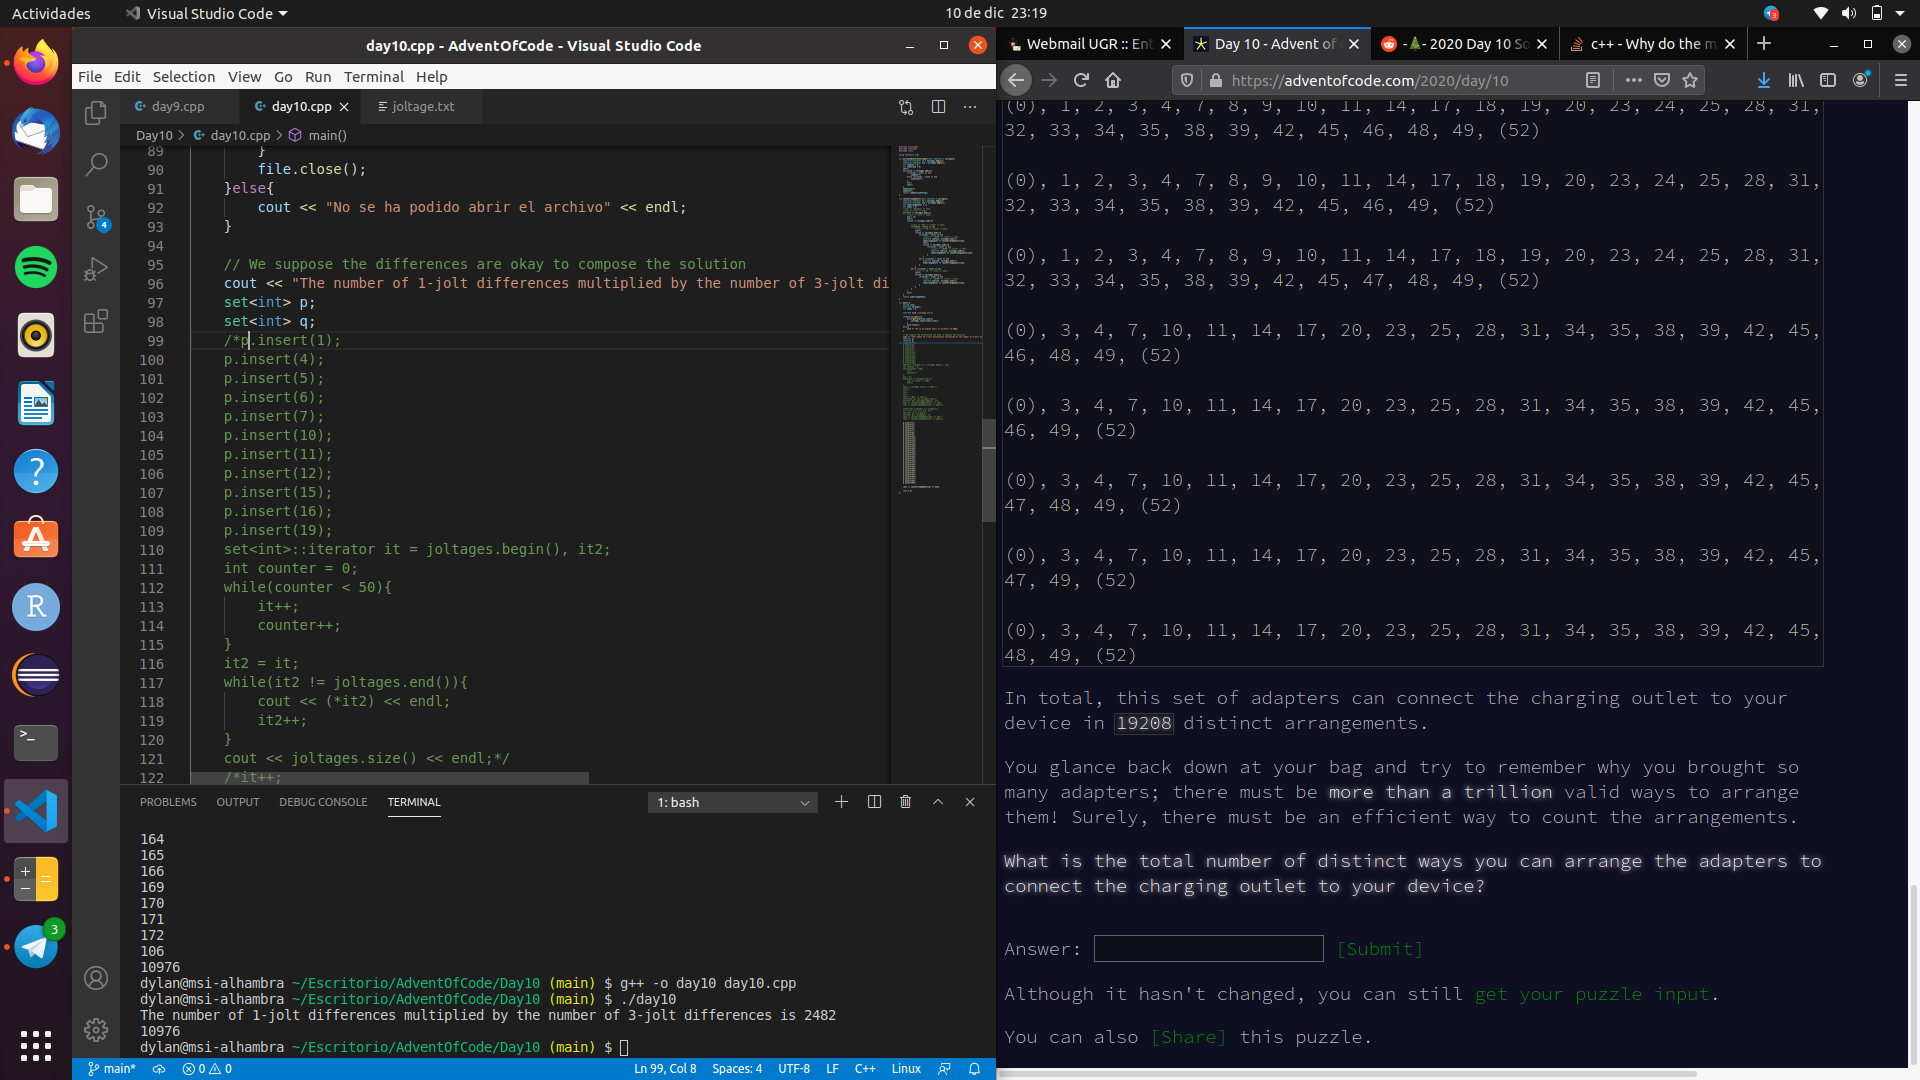 Actividades
Visual Studio Code
10 de dic 23:19
day10.cpp - AdventOfCode - Visual Studio Code
File Edit Selection View Go Run Terminal Help
day9.cpp
day10.cpp
joltage.txt
Day10 > day10.cpp > main()
89 }
90 file.close();
91 }else{
92 cout << "No se ha podido abrir el archivo" << endl;
93 }
94
95 // We suppose the differences are okay to compose the solution
96 cout << "The number of 1-jolt differences multiplied by the number of 3-jolt di
97 set<int> p;
98 set<int> q;
99 /*p.insert(1);
100 p.insert(4);
101 p.insert(5);
102 p.insert(6);
103 p.insert(7);
104 p.insert(10);
105 p.insert(11);
106 p.insert(12);
107 p.insert(15);
108 p.insert(16);
109 p.insert(19);
110 set<int>::iterator it = joltages.begin(), it2;
111 int counter = 0;
112 while(counter < 50){
113 it++;
114 counter++;
115 }
116 it2 = it;
117 while(it2 != joltages.end()){
118 cout << (*it2) << endl;
119 it2++;
120 }
121 cout << joltages.size() << endl;*/
122 /*it++;
PROBLEMS OUTPUT DEBUG CONSOLE TERMINAL
1: bash
164
165
166
169
170
171
172
106
10976
dylan@msi-alhambra ~/Escritorio/AdventOfCode/Day10 (main) $ g++ -o day10 day10.cpp
dylan@msi-alhambra ~/Escritorio/AdventOfCode/Day10 (main) $ ./day10
The number of 1-jolt differences multiplied by the number of 3-jolt differences is 2482
10976
dylan@msi-alhambra ~/Escritorio/AdventOfCode/Day10 (main) $
main* 0 0
Ln 99, Col 8 Spaces: 4 UTF-8 LF C++ Linux
4
3
3
Webmail UGR :: Ent
Day 10 - Advent of
2020 Day 10 So
c++ - Why do the m
https://adventofcode.com/2020/day/10
(0), 1, 2, 3, 4, 7, 8, 9, 10, 11, 14, 17, 18, 19, 20, 23, 24, 25, 28, 31,
32, 33, 34, 35, 38, 39, 42, 45, 46, 48, 49, (52)
(0), 1, 2, 3, 4, 7, 8, 9, 10, 11, 14, 17, 18, 19, 20, 23, 24, 25, 28, 31,
32, 33, 34, 35, 38, 39, 42, 45, 46, 49, (52)
(0), 1, 2, 3, 4, 7, 8, 9, 10, 11, 14, 17, 18, 19, 20, 23, 24, 25, 28, 31,
32, 33, 34, 35, 38, 39, 42, 45, 47, 48, 49, (52)
(0), 3, 4, 7, 10, 11, 14, 17, 20, 23, 25, 28, 31, 34, 35, 38, 39, 42, 45,
46, 48, 49, (52)
(0), 3, 4, 7, 10, 11, 14, 17, 20, 23, 25, 28, 31, 34, 35, 38, 39, 42, 45,
46, 49, (52)
(0), 3, 4, 7, 10, 11, 14, 17, 20, 23, 25, 28, 31, 34, 35, 38, 39, 42, 45,
47, 48, 49, (52)
(0), 3, 4, 7, 10, 11, 14, 17, 20, 23, 25, 28, 31, 34, 35, 38, 39, 42, 45,
47, 49, (52)
(0), 3, 4, 7, 10, 11, 14, 17, 20, 23, 25, 28, 31, 34, 35, 38, 39, 42, 45,
48, 49, (52)
In total, this set of adapters can connect the charging outlet to your
device in 19208 distinct arrangements.
You glance back down at your bag and try to remember why you brought so
many adapters; there must be more than a trillion valid ways to arrange
them! Surely, there must be an efficient way to count the arrangements.
What is the total number of distinct ways you can arrange the adapters to
connect the charging outlet to your device?
Answer: [Submit]
Although it hasn't changed, you can still get your puzzle input.
You can also [Share] this puzzle.